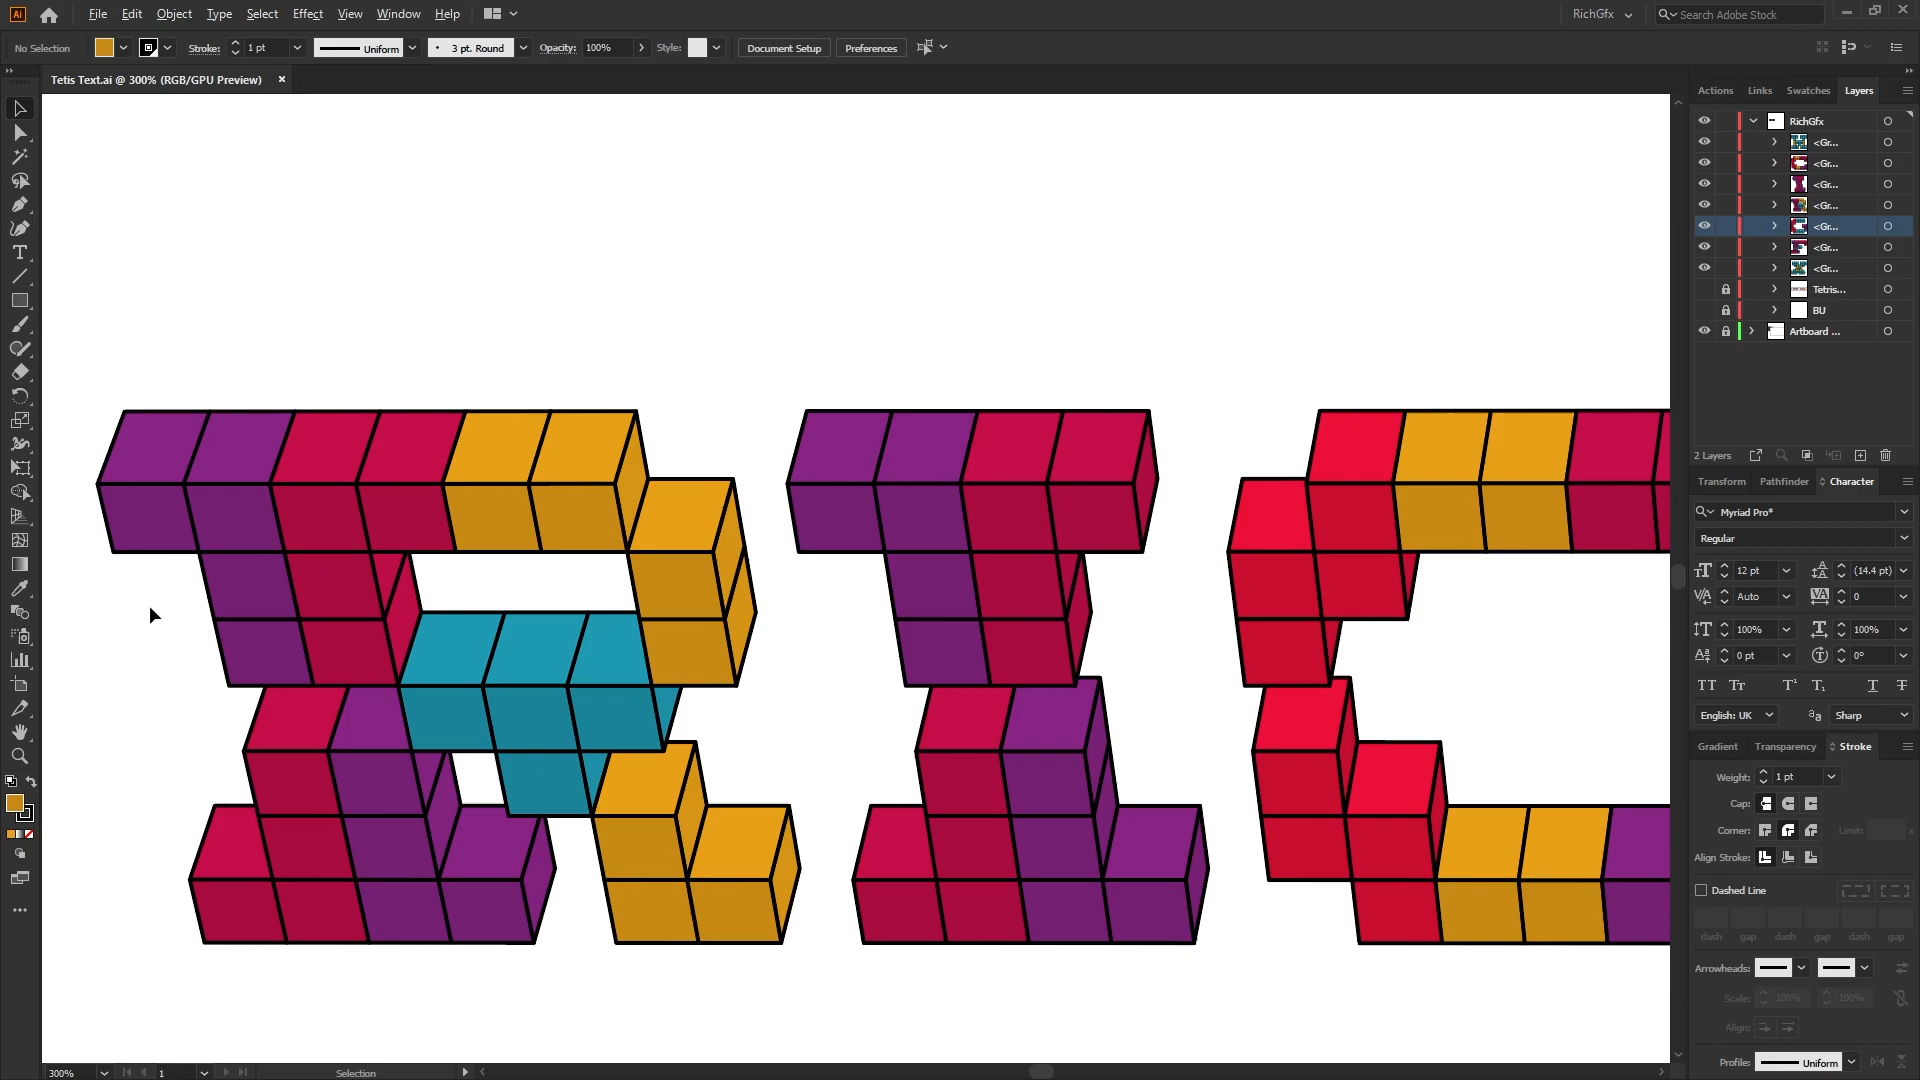 Ai File Edit Object Type Select Effect View Window Help RichGfx Search Adobe Stock
No Selection Stroke: 1 pt Uniform 3 pt. Round Opacity: 100% Style: Document Setup Preferences
Tetis Text.ai @ 300% (RGB/GPU Preview)
RIC
Actions Links Swatches Layers
RichGfx
<Gr...
<Gr...
<Gr...
<Gr...
<Gr...
<Gr...
<Gr...
Tetris...
BU
Artboard ...
2 Layers
Transform Pathfinder Character
Myriad Pro*
Regular
12 pt (14.4 pt)
Auto 0
100% 100%
0 pt 0°
English: UK Sharp
Gradient Transparency Stroke
Weight: 1 pt
Cap:
Corner: Limit: x
Align Stroke:
Dashed Line
dash gap dash gap dash gap
Arrowheads:
Scale: 100% 100%
Align:
Profile: Uniform
300% 1 Selection